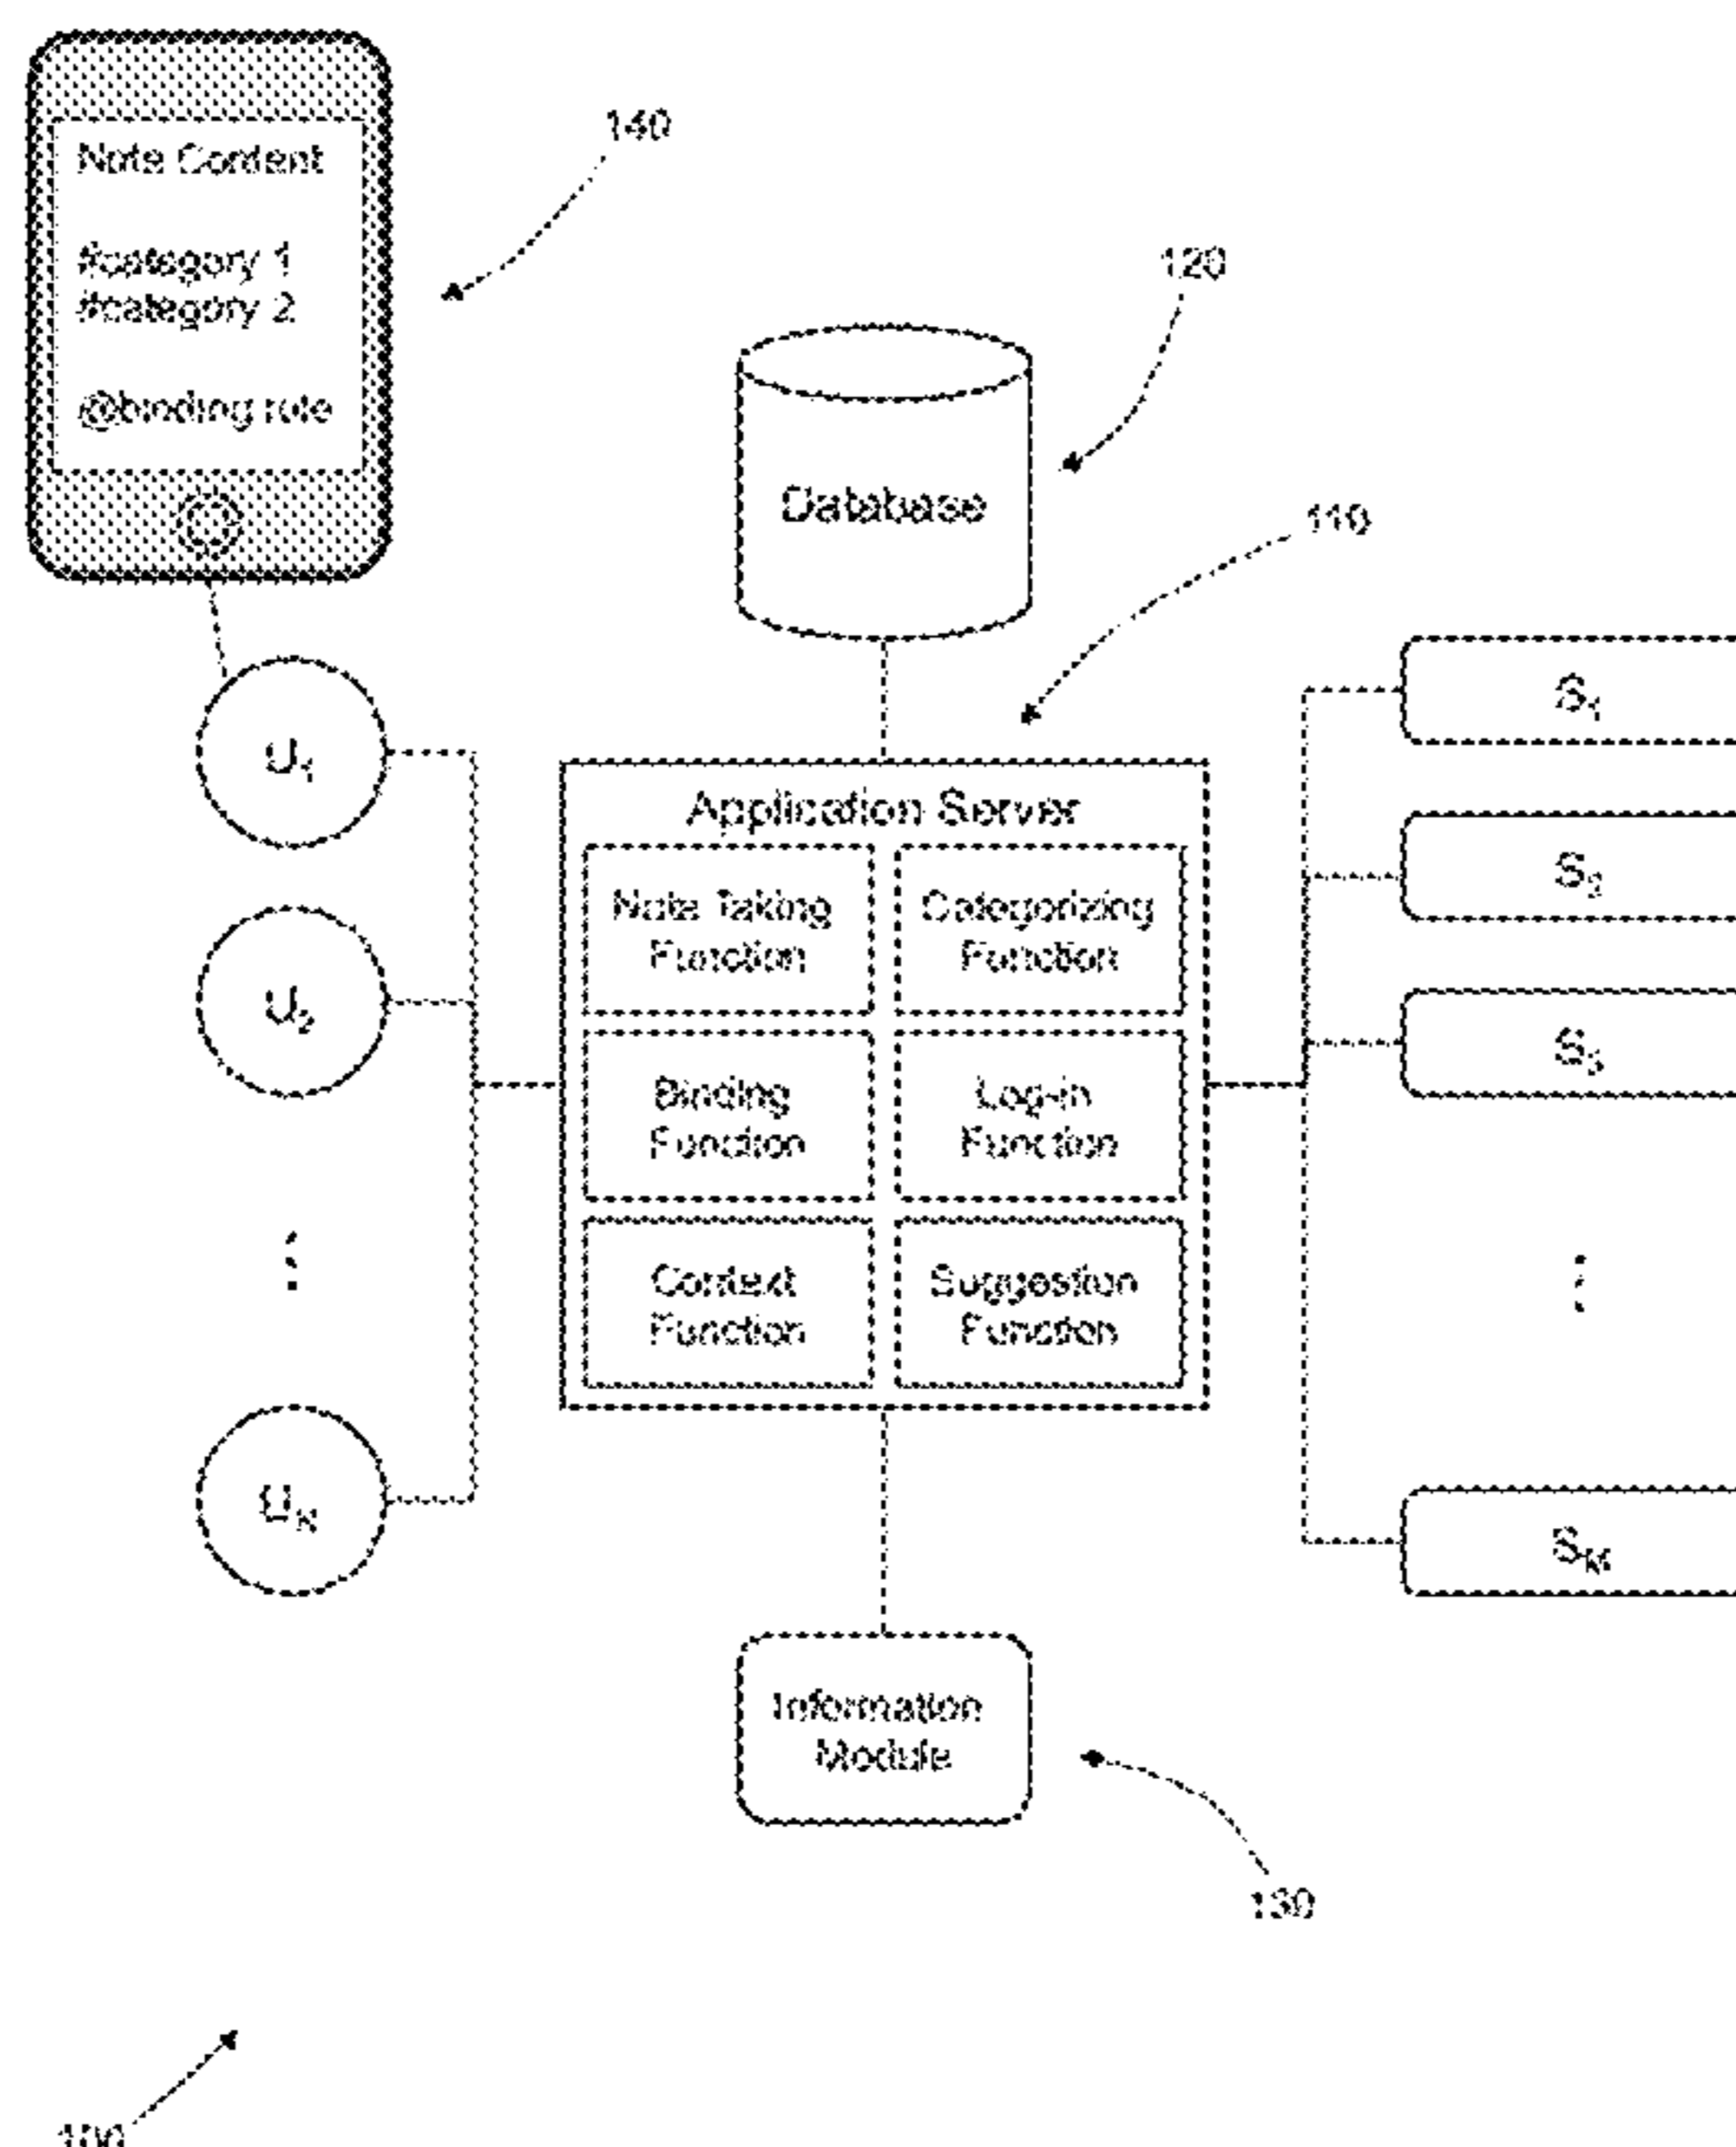 140
Note Content
#category 1
#category 2
@binding rule
120
Database
110
U1
S1
Application Server
Note Taking
Function
Categorizing
Function
S2
U2
Binding
Function
Log-in
Function
S3
Context
Function
Suggestion
Function
⋮
⋮
UN
SM
Information
Module
130
100